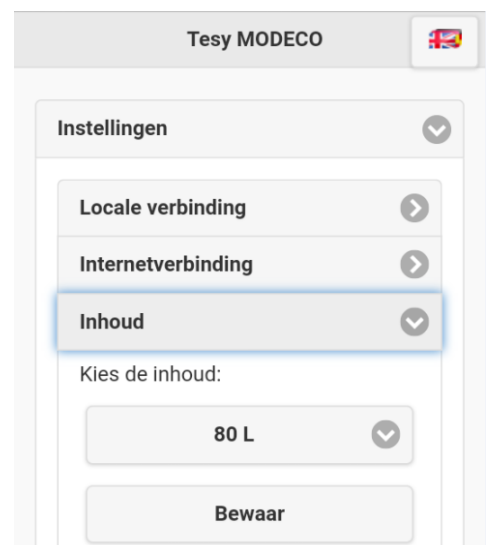 Tesy MODECO
Instellingen
Locale verbinding
Internetverbinding
Inhoud
Kies de inhoud:
80 L
Bewaar